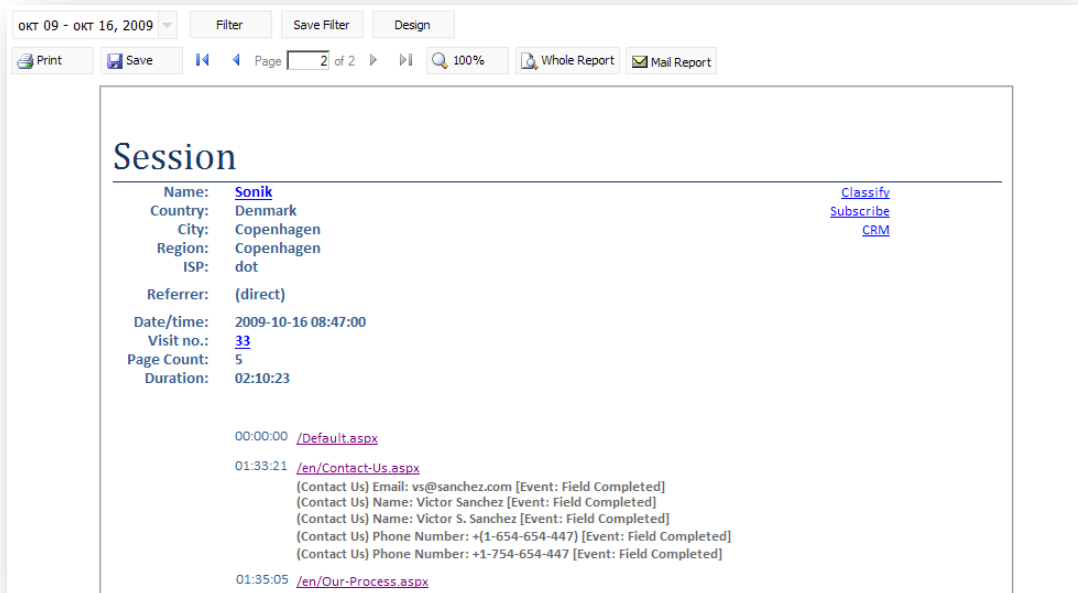 окт 09 - окт 16, 2009 Filter Save Filter Design
Print Save Page 2 of 2 100% Whole Report Mail Report
Session
Name: Sonik Classify
Country: Denmark Subscribe
City: Copenhagen CRM
Region: Copenhagen
ISP: dot
Referrer: (direct)
Date/time: 2009-10-16 08:47:00
Visit no.: 33
Page Count: 5
Duration: 02:10:23
00:00:00 /Default.aspx
01:33:21 /en/Contact-Us.aspx
(Contact Us) Email: vs@sanchez.com [Event: Field Completed]
(Contact Us) Name: Victor Sanchez [Event: Field Completed]
(Contact Us) Name: Victor S. Sanchez [Event: Field Completed]
(Contact Us) Phone Number: +(1-654-654-447) [Event: Field Completed]
(Contact Us) Phone Number: +1-754-654-447 [Event: Field Completed]
01:35:05 /en/Our-Process.aspx